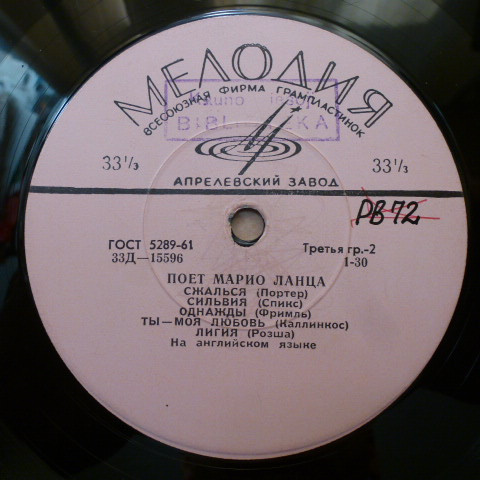 МЕЛОДИЯ
ВСЕСОЮЗНАЯ ФИРМА ГРАМПЛАСТИНОК
33⅓
33⅓
АПРЕЛЕВСКИЙ ЗАВОД
РВ72
ГОСТ 5289-61
Третья гр.-2
33Д—15596
1-30
ПОЕТ МАРИО ЛАНЦА
СЖАЛЬСЯ (Портер)
СИЛЬВИЯ (Спикс)
ОДНАЖДЫ (Фримль)
ТЫ—МОЯ ЛЮБОВЬ (Каллинкос)
ЛИГИЯ (Розша)
На английском языке